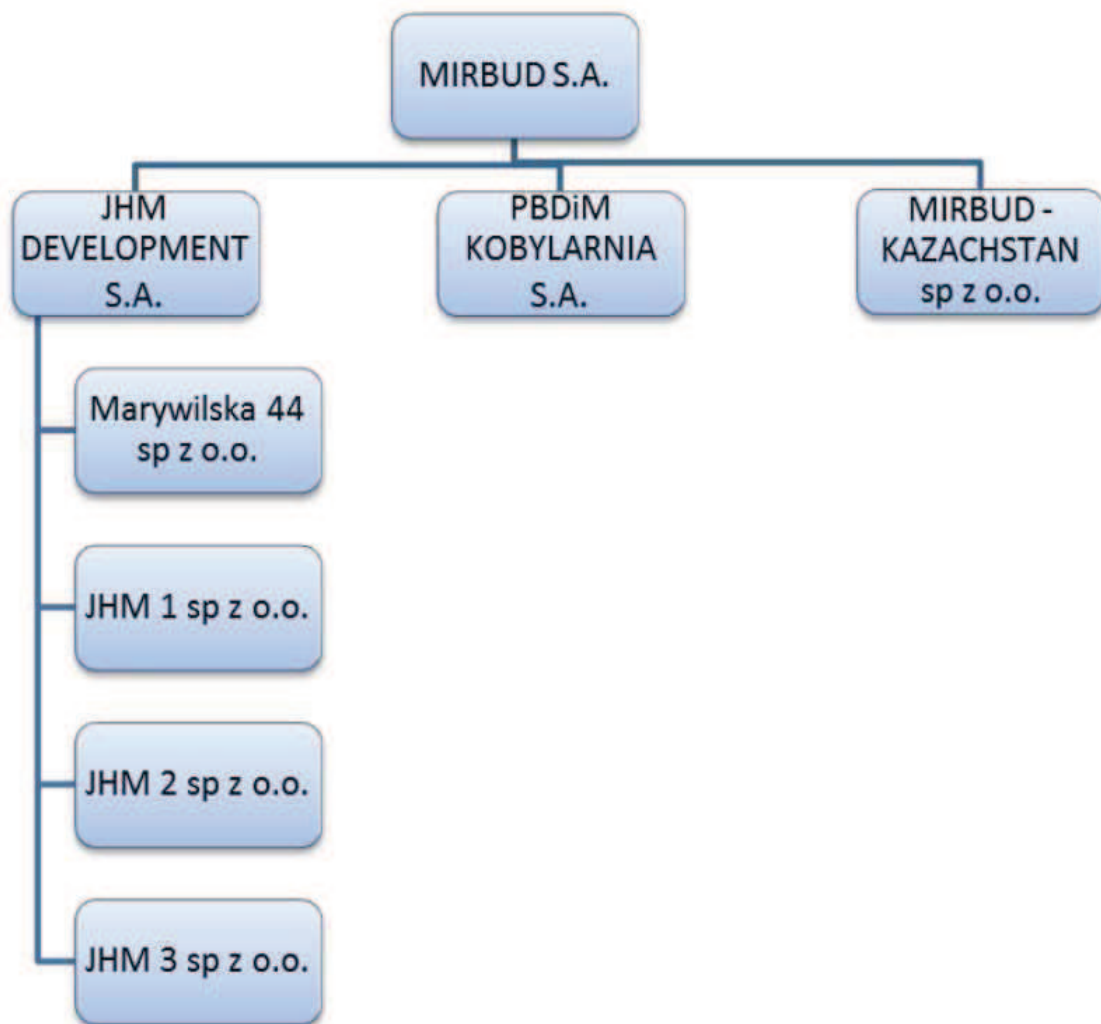 MIRBUD S.A.
JHM
DEVELOPMENT
S.A.
PBDiM
KOBYLARNIA
S.A.
MIRBUD -
KAZACHSTAN
sp z o.o.
Marywilska 44
sp z o.o.
JHM 1 sp z o.o.
JHM 2 sp z o.o.
JHM 3 sp z o.o.